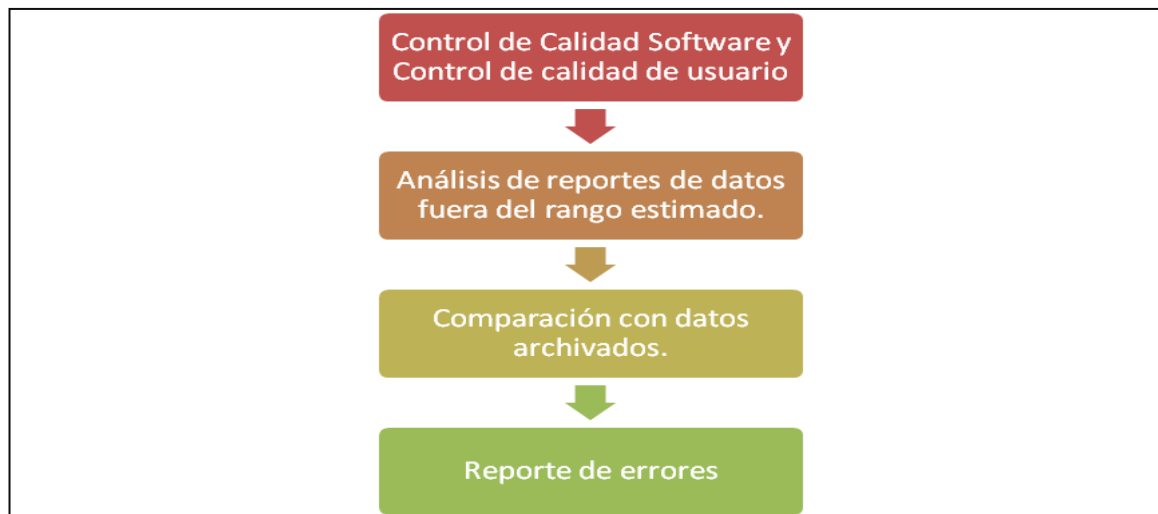 Control de Calidad Software y
Control de calidad de usuario
Análisis de reportes de datos
fuera del rango estimado.
Comparación con datos
archivados.
Reporte de errores